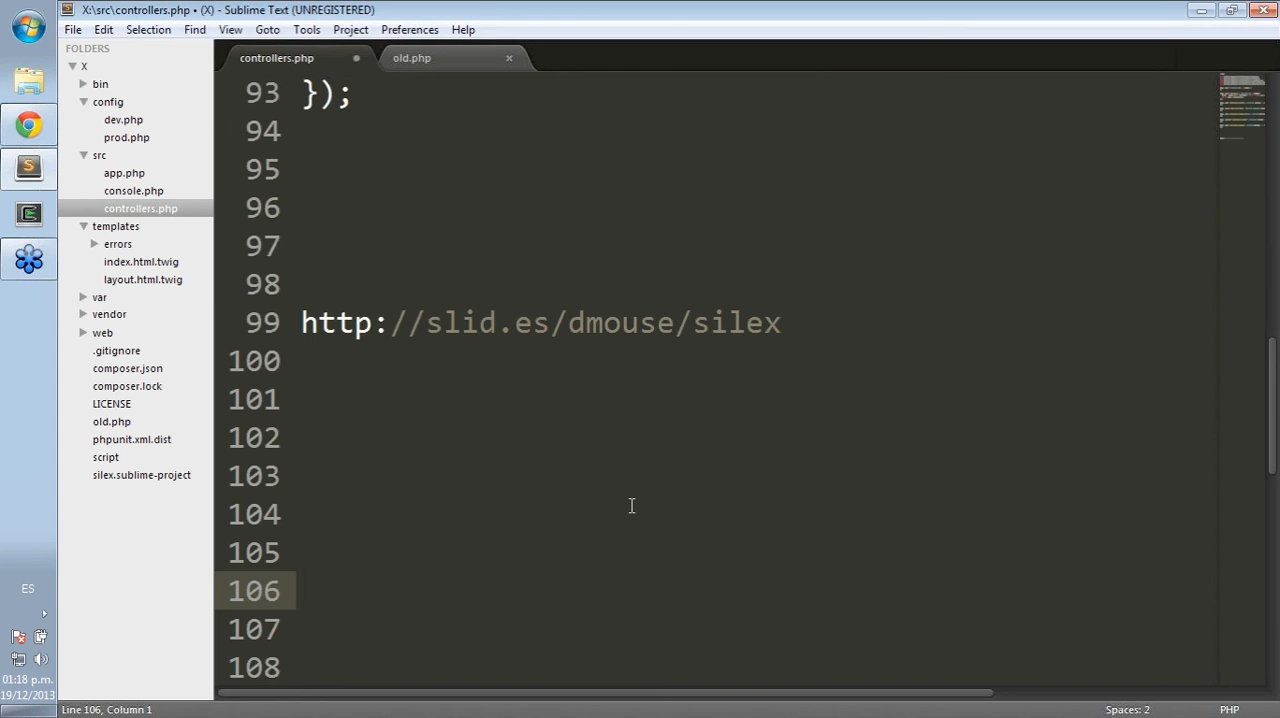 X:\src\controllers.php • (X) - Sublime Text (UNREGISTERED)
File Edit Selection Find View Goto Tools Project Preferences Help
FOLDERS
X
bin
config
dev.php
prod.php
src
app.php
console.php
controllers.php
templates
errors
index.html.twig
layout.html.twig
var
vendor
web
.gitignore
composer.json
composer.lock
LICENSE
old.php
phpunit.xml.dist
script
silex.sublime-project
controllers.php
old.php
93 });
94
95
96
97
98
99 http://slid.es/dmouse/silex
100
101
102
103
104
105
106
107
108
ES
01:18 p.m.
19/12/2013
Line 106, Column 1
Spaces: 2
PHP